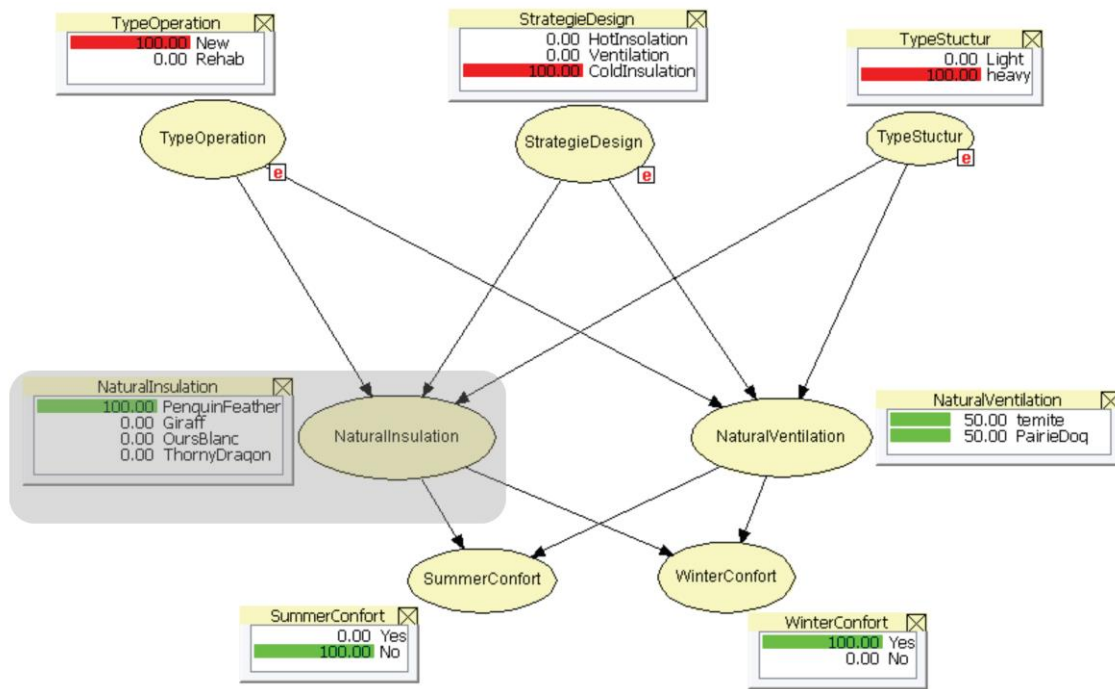 TypeOperation
100.00 New
0.00 Rehab
StrategieDesign
0.00 HotInsolation
0.00 Ventilation
100.00 ColdInsulation
TypeStuctur
0.00 Light
100.00 heavy
TypeOperation
e
StrategieDesign
e
TypeStuctur
e
NaturalInsulation
100.00 PenquinFeather
0.00 Giraff
0.00 OursBlanc
0.00 ThornyDraqon
NaturalInsulation
NaturalVentilation
NaturalVentilation
50.00 temite
50.00 PairieDoq
SummerConfort
WinterConfort
SummerConfort
0.00 Yes
100.00 No
WinterConfort
100.00 Yes
0.00 No